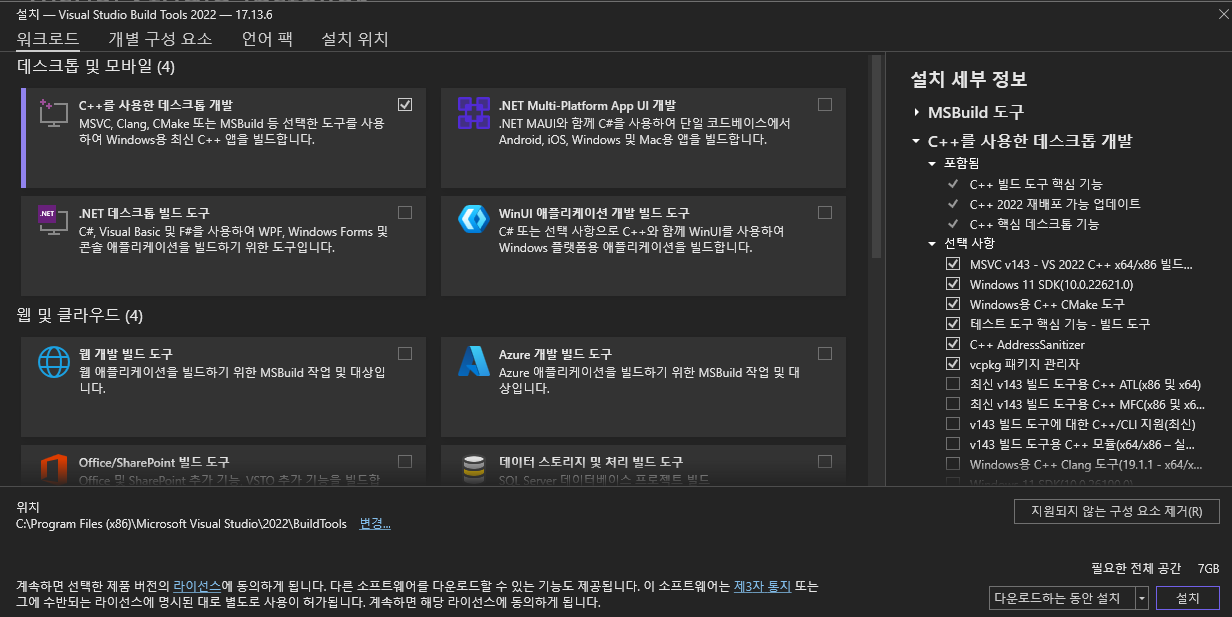 설치 — Visual Studio Build Tools 2022 — 17.13.6
워크로드 개별 구성 요소 언어 팩 설치 위치
데스크톱 및 모바일 (4)
C++를 사용한 데스크톱 개발
MSVC, Clang, CMake 또는 MSBuild 등 선택한 도구를 사용
하여 Windows용 최신 C++ 앱을 빌드합니다.
.NET Multi-Platform App UI 개발
.NET MAUI와 함께 C#을 사용하여 단일 코드베이스에서
Android, iOS, Windows 및 Mac용 앱을 빌드합니다.
.NET
.NET 데스크톱 빌드 도구
C#, Visual Basic 및 F#을 사용하여 WPF, Windows Forms 및
콘솔 애플리케이션을 빌드하기 위한 도구입니다.
WinUI 애플리케이션 개발 빌드 도구
C# 또는 선택 사항으로 C++와 함께 WinUI를 사용하여
Windows 플랫폼용 애플리케이션을 빌드합니다.
웹 및 클라우드 (4)
웹 개발 빌드 도구
웹 애플리케이션을 빌드하기 위한 MSBuild 작업 및 대상입
니다.
Azure 개발 빌드 도구
Azure 애플리케이션을 빌드하기 위한 MSBuild 작업 및 대
상입니다.
Office/SharePoint 빌드 도구
Office 및 SharePoint 추가 기능, VSTO 추가 기능을 빌드합
데이터 스토리지 및 처리 빌드 도구
SQL Server 데이터베이스 프로젝트 빌드
설치 세부 정보
MSBuild 도구
C++를 사용한 데스크톱 개발
포함됨
C++ 빌드 도구 핵심 기능
C++ 2022 재배포 가능 업데이트
C++ 핵심 데스크톱 기능
선택 사항
MSVC v143 - VS 2022 C++ x64/x86 빌드...
Windows 11 SDK(10.0.22621.0)
Windows용 C++ CMake 도구
테스트 도구 핵심 기능 - 빌드 도구
C++ AddressSanitizer
vcpkg 패키지 관리자
최신 v143 빌드 도구용 C++ ATL(x86 및 x64)
최신 v143 빌드 도구용 C++ MFC(x86 및 x6...
v143 빌드 도구에 대한 C++/CLI 지원(최신)
v143 빌드 도구용 C++ 모듈(x64/x86 – 실...
Windows용 C++ Clang 도구(19.1.1 - x64/x...
Windows 11 SDK(10.0.26100.0)
위치
C:\Program Files (x86)\Microsoft Visual Studio\2022\BuildTools 변경...
지원되지 않는 구성 요소 제거(R)
필요한 전체 공간 7GB
계속하면 선택한 제품 버전의 라이선스에 동의하게 됩니다. 다른 소프트웨어를 다운로드할 수 있는 기능도 제공됩니다. 이 소프트웨어는 제3자 통지 또는
그에 수반되는 라이선스에 명시된 대로 별도로 사용이 허가됩니다. 계속하면 해당 라이선스에 동의하게 됩니다.
다운로드하는 동안 설치 설치